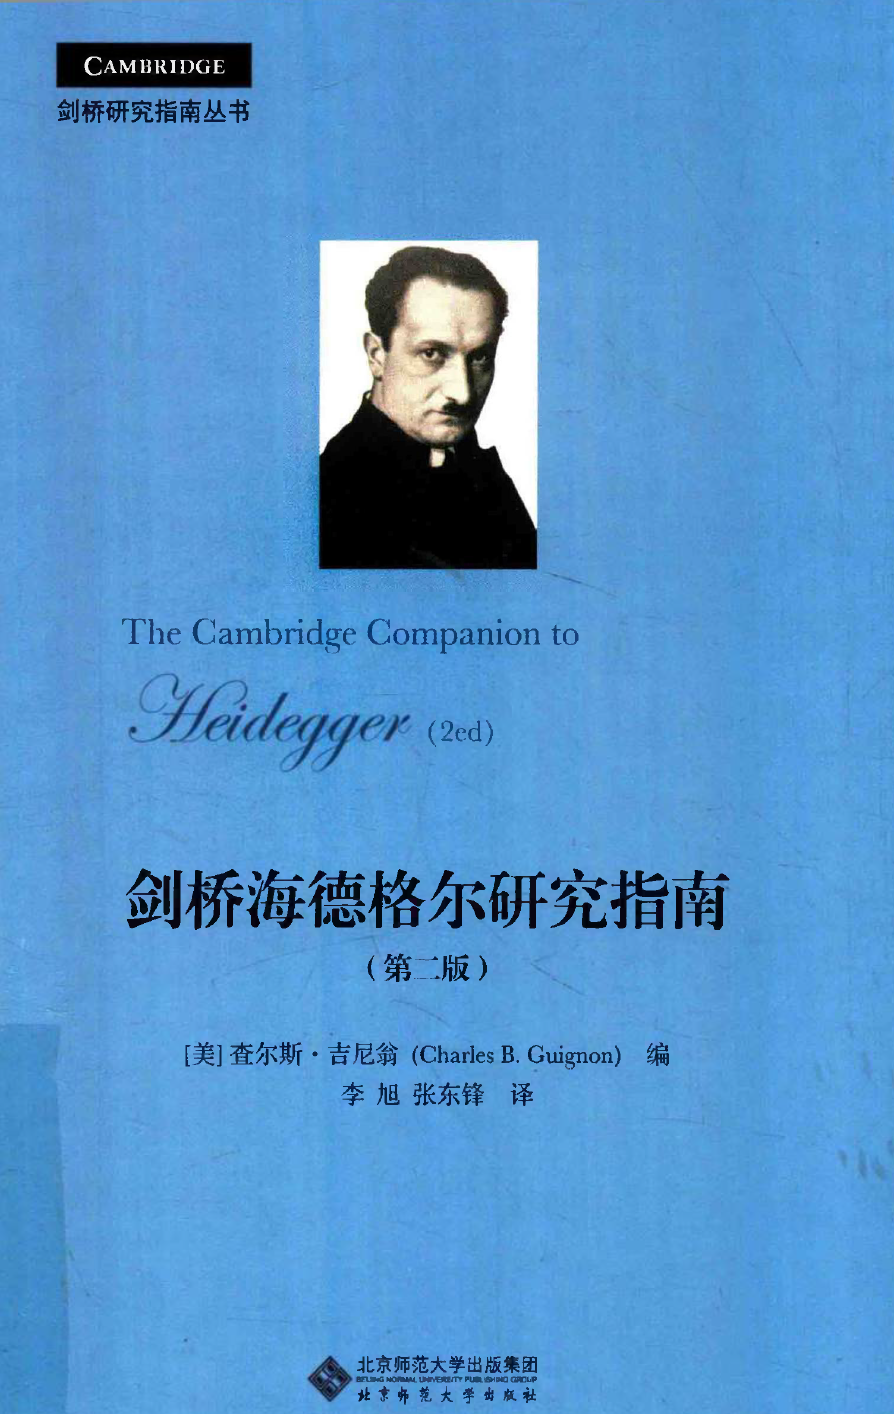 CAMBRIDGE
剑桥研究指南丛书
The Cambridge Companion to
Heidegger (2ed)
剑桥海德格尔研究指南
(第二版)
[美] 查尔斯·吉尼翁 (Charles B. Guignon) 编
李 旭 张东锋 译
北京师范大学出版集团
BEIJING NORMAL UNIVERSITY PUBLISHING GROUP
北京师范大学出版社